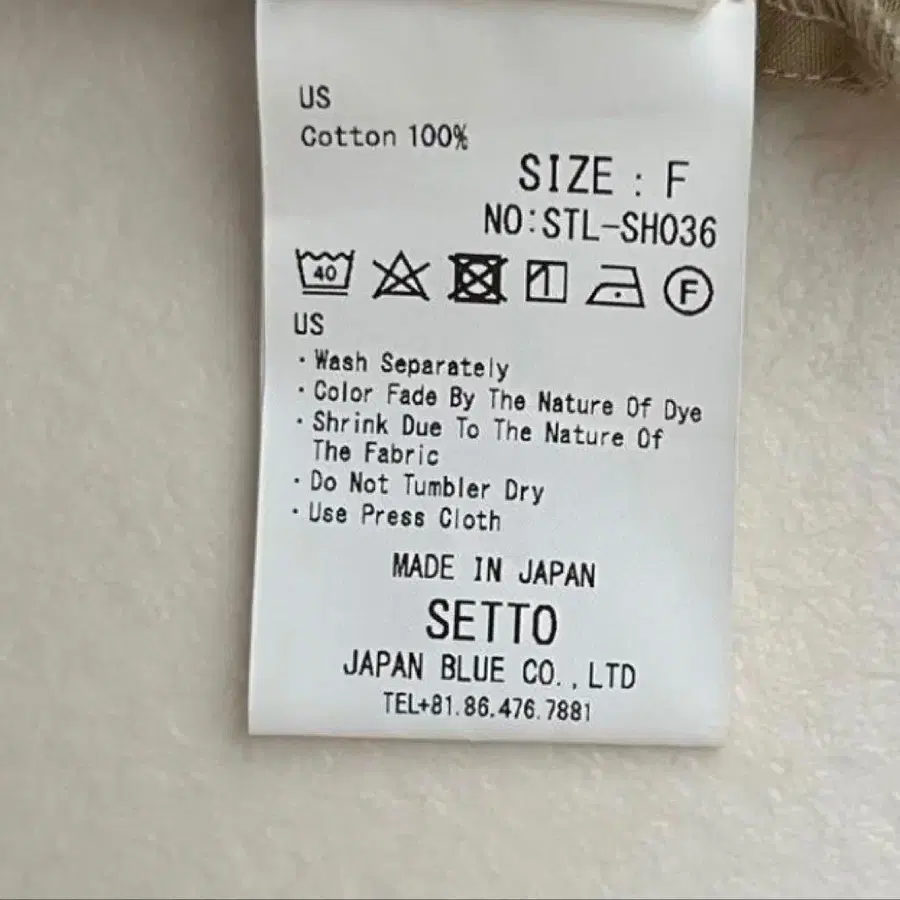 US
Cotton 100%
SIZE : F
NO:STL-SH036
40
F
US
・Wash Separately
・Color Fade By The Nature Of Dye
・Shrink Due To The Nature Of
The Fabric
・Do Not Tumbler Dry
・Use Press Cloth
MADE IN JAPAN
SETTO
JAPAN BLUE CO.,LTD
TEL+81.86.476.7881